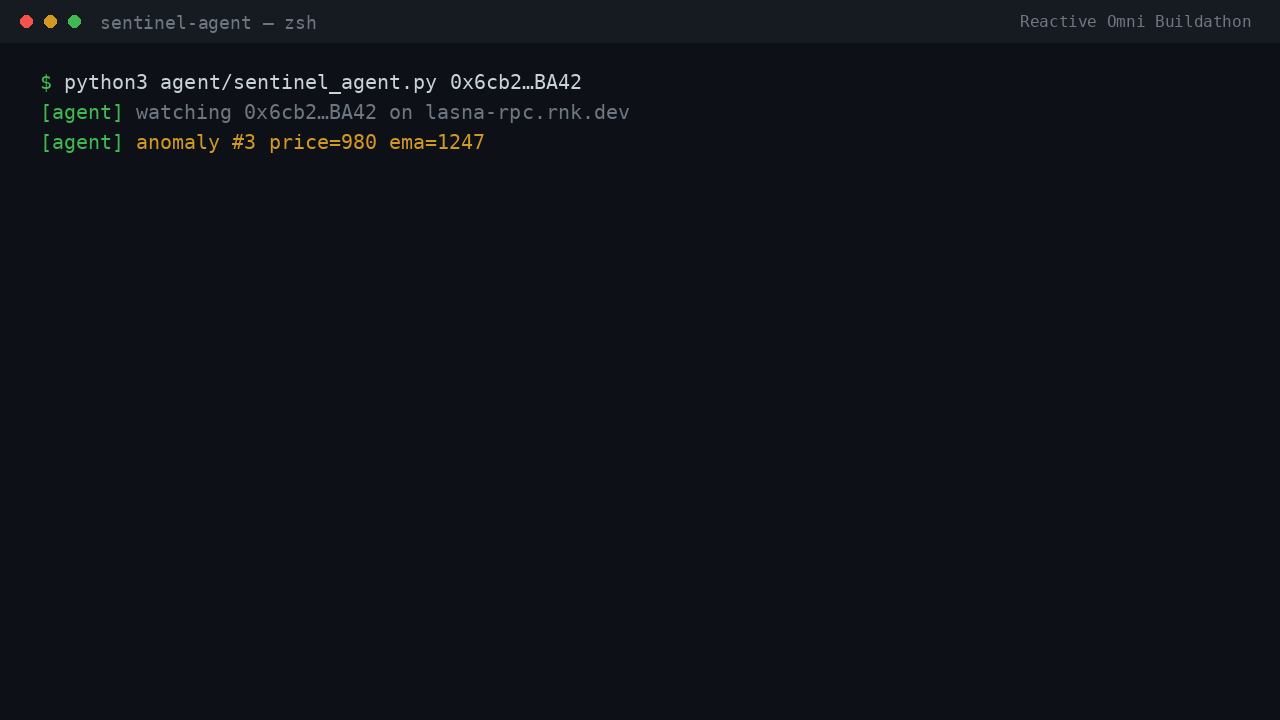 sentinel-agent — zsh
Reactive Omni Buildathon
$ python3 agent/sentinel_agent.py 0x6cb2…BA42
[agent] watching 0x6cb2…BA42 on lasna-rpc.rnk.dev
[agent] anomaly #3 price=980 ema=1247